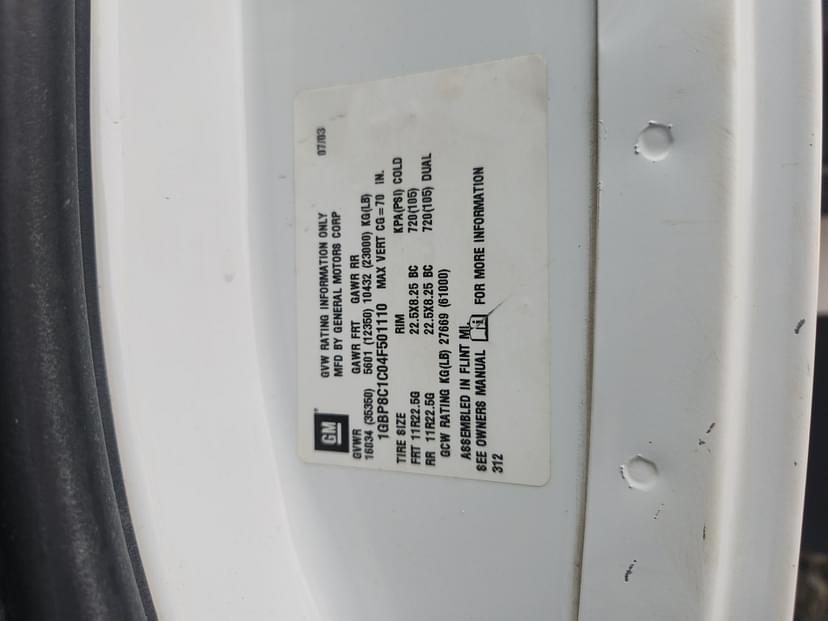 GM
GVW RATING INFORMATION ONLY 07/03
MFD BY GENERAL MOTORS CORP
GVWR GAWR FRT GAWR RR
16034 (35350) 5601 (12350) 10432 (23000) KG(LB)
1GBP8C1C04F501110 MAX VERT CG=70 IN.
TIRE SIZE RIM KPA(PSI) COLD
FRT 11R22.5G 22.5X8.25 BC 720(105)
RR 11R22.5G 22.5X8.25 BC 720(105) DUAL
GCW RATING KG(LB) 27669 (61000)
ASSEMBLED IN FLINT MI.
SEE OWNERS MANUAL FOR MORE INFORMATION
312